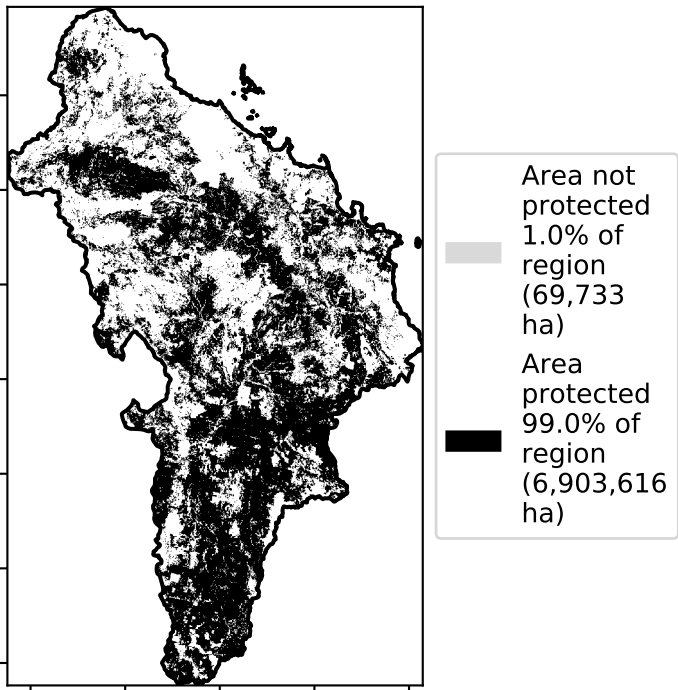 Area not
protected
1.0% of
region
(69,733
ha)
Area
protected
99.0% of
region
(6,903,616
ha)